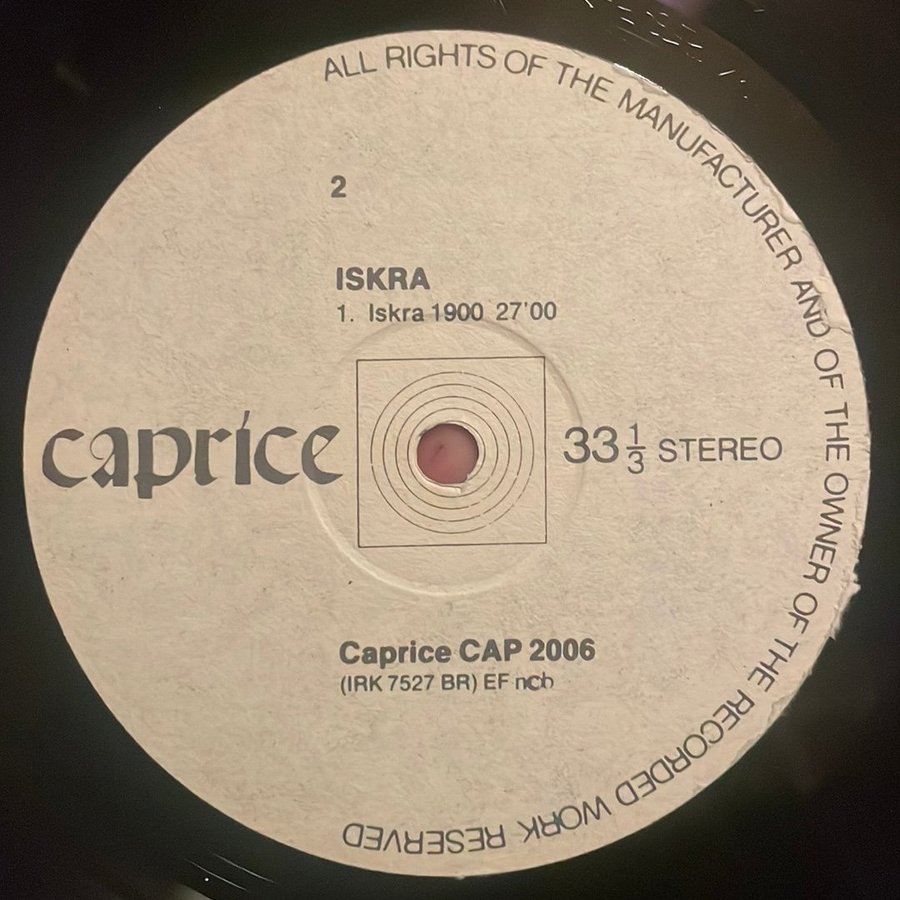 ALL RIGHTS OF THE MANUFACTURER AND OF THE OWNER OF THE RECORDED WORK RESERVED
2
ISKRA
1. Iskra 1900 27'00
caprice
33 1/3 STEREO
Caprice CAP 2006
(IRK 7527 BR) EF ncb